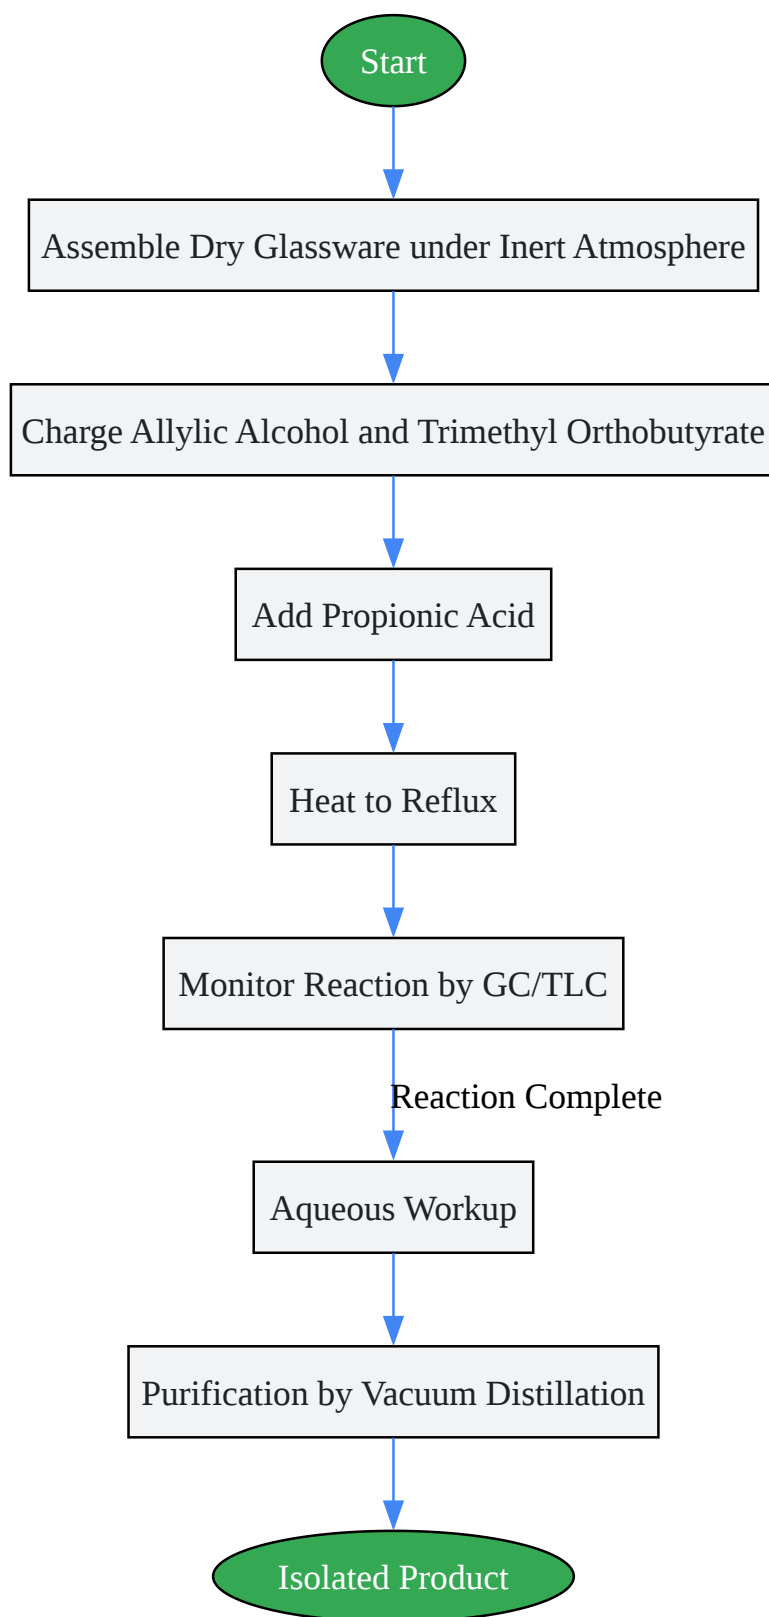 Start
Assemble Dry Glassware under Inert Atmosphere
Charge Allylic Alcohol and Trimethyl Orthobutyrate
Add Propionic Acid
Heat to Reflux
Monitor Reaction by GC/TLC
Reaction Complete
Aqueous Workup
Purification by Vacuum Distillation
Isolated Product